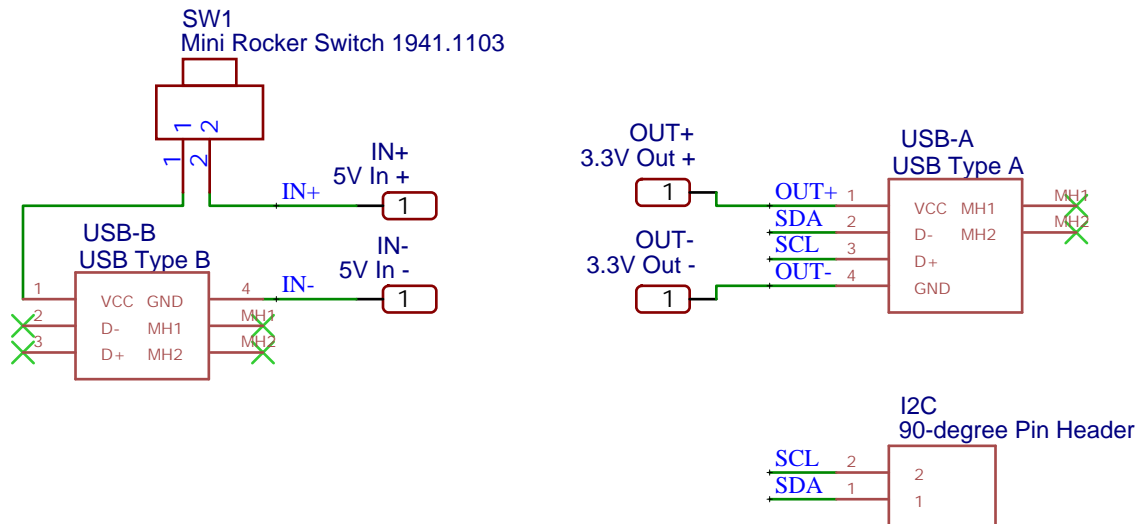 SW1
Mini Rocker Switch 1941.1103
1
2
1
2
IN+
5V In +
IN+
1
USB-B
USB Type B
IN-
5V In -
IN-
1
1
VCC GND
4
2
D- MH1
MH1
3
D+ MH2
MH2
OUT+
3.3V Out +
1
OUT-
3.3V Out -
1
USB-A
USB Type A
OUT+ 1
VCC MH1
MH1
SDA 2
D- MH2
MH2
SCL 3
D+
OUT- 4
GND
I2C
90-degree Pin Header
SCL 2
2
SDA 1
1